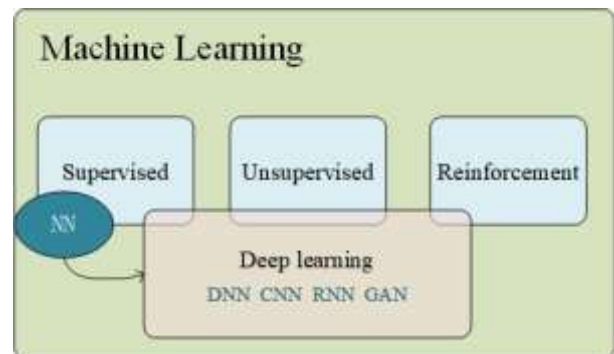 Machine Learning
Supervised
Unsupervised
Reinforcement
NN
Deep learning
DNN CNN RNN GAN